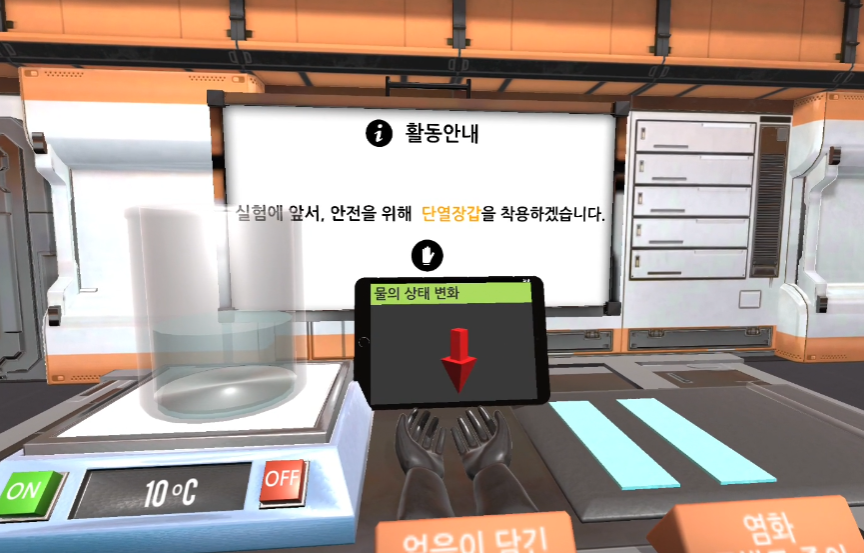 활동안내
실험에 앞서, 안전을 위해 단열장갑을 착용하겠습니다.
물의 상태 변화
ON
10°C
OFF
얼음이 담긴
염화